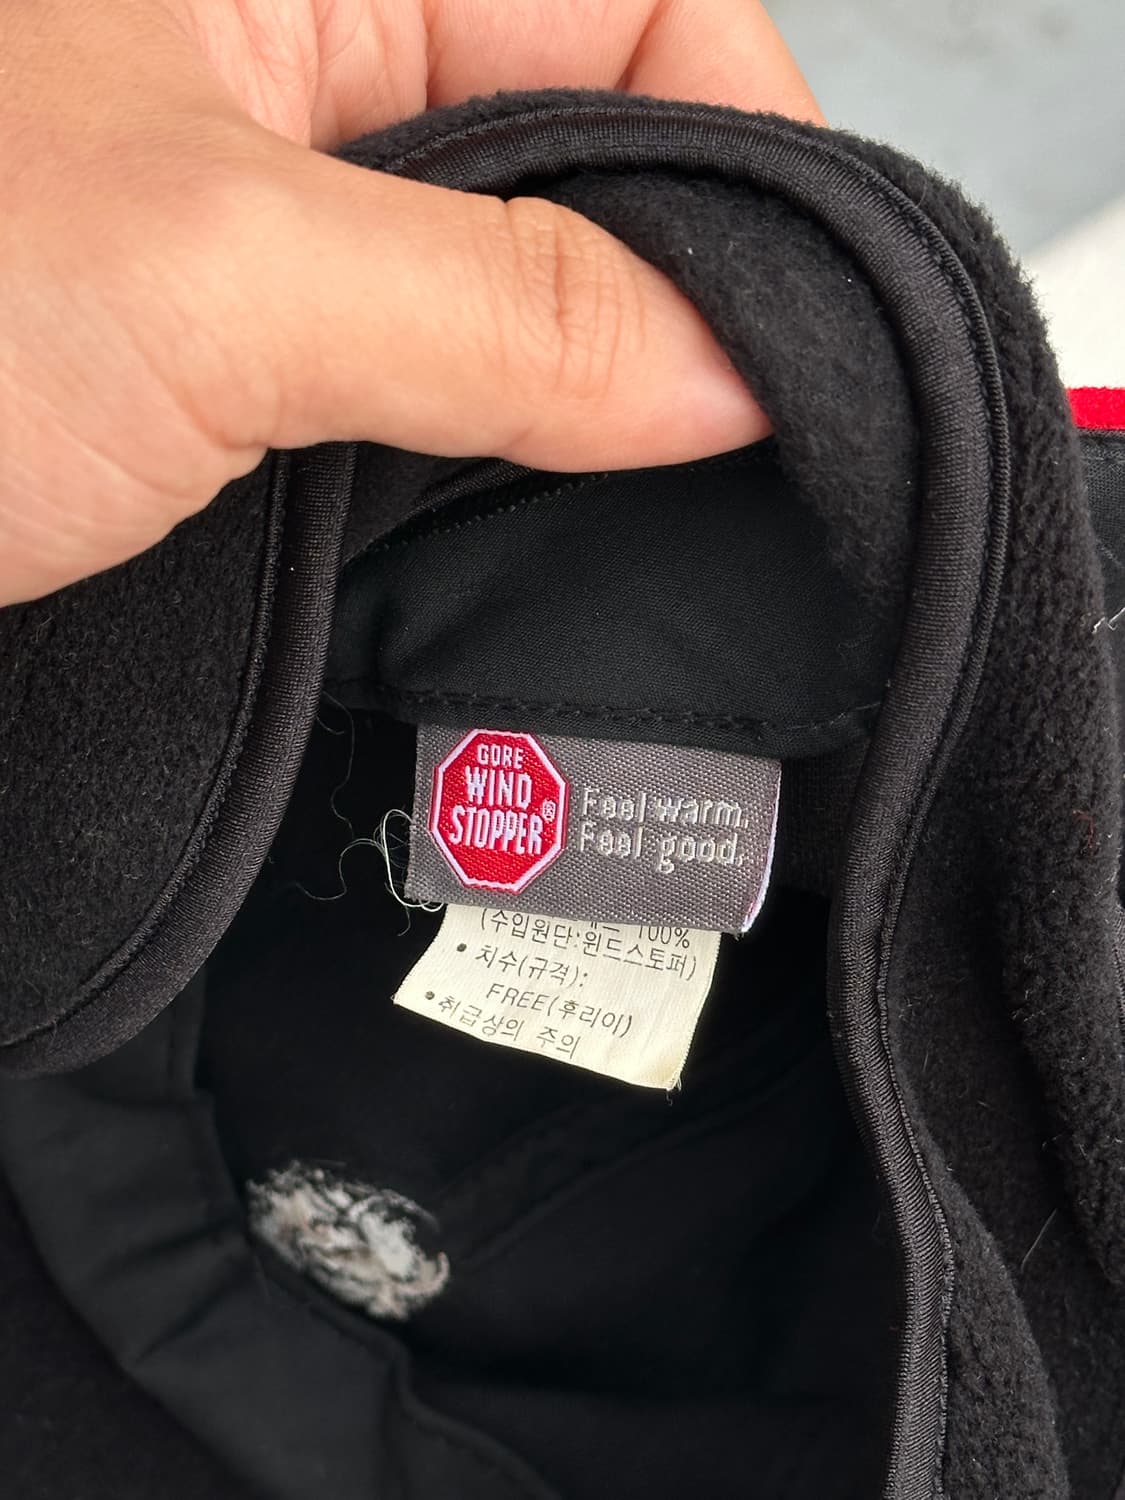 GORE
WIND
STOPPER®
Feel warm,
Feel good,
100%
(수입원단:윈드스토퍼)
• 치수(규격):
FREE(후리이)
• 취급상의 주의